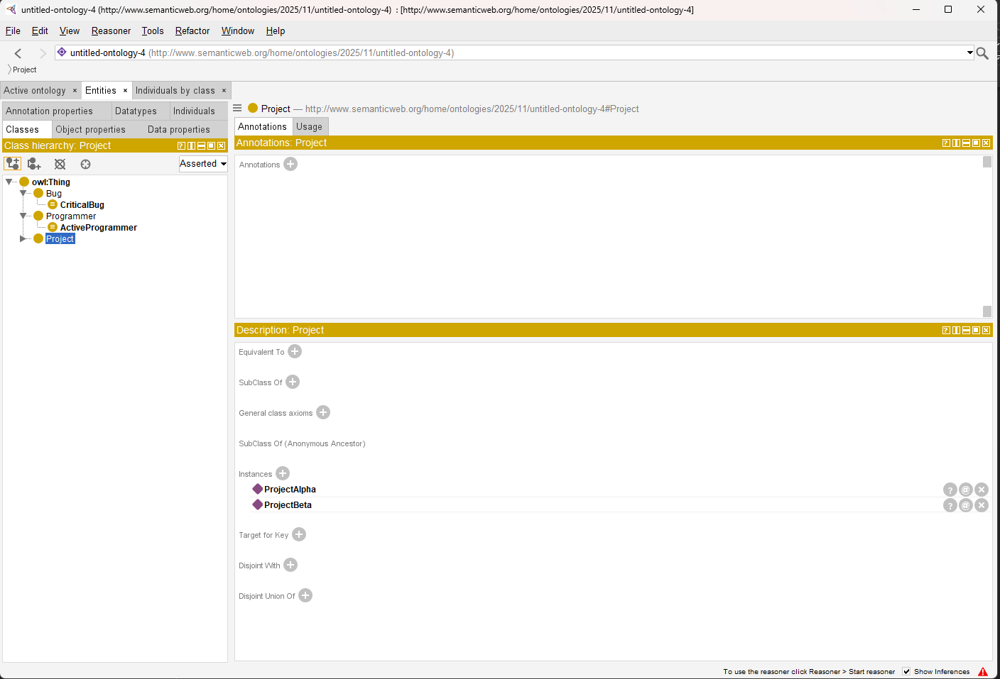 untitled-ontology-4 (http://www.semanticweb.org/home/ontologies/2025/11/untitled-ontology-4) : [http://www.semanticweb.org/home/ontologies/2025/11/untitled-ontology-4]
File Edit View Reasoner Tools Refactor Window Help
untitled-ontology-4 (http://www.semanticweb.org/home/ontologies/2025/11/untitled-ontology-4)
Project
Active ontology × Entities × Individuals by class ×
Annotation properties Datatypes Individuals
Classes Object properties Data properties
Class hierarchy: Project
Asserted
owl:Thing
Bug
CriticalBug
Programmer
ActiveProgrammer
Project
Project — http://www.semanticweb.org/home/ontologies/2025/11/untitled-ontology-4#Project
Annotations Usage
Annotations: Project
Annotations
Description: Project
Equivalent To
SubClass Of
General class axioms
SubClass Of (Anonymous Ancestor)
Instances
ProjectAlpha
ProjectBeta
Target for Key
Disjoint With
Disjoint Union Of
To use the reasoner click Reasoner > Start reasoner Show Inferences